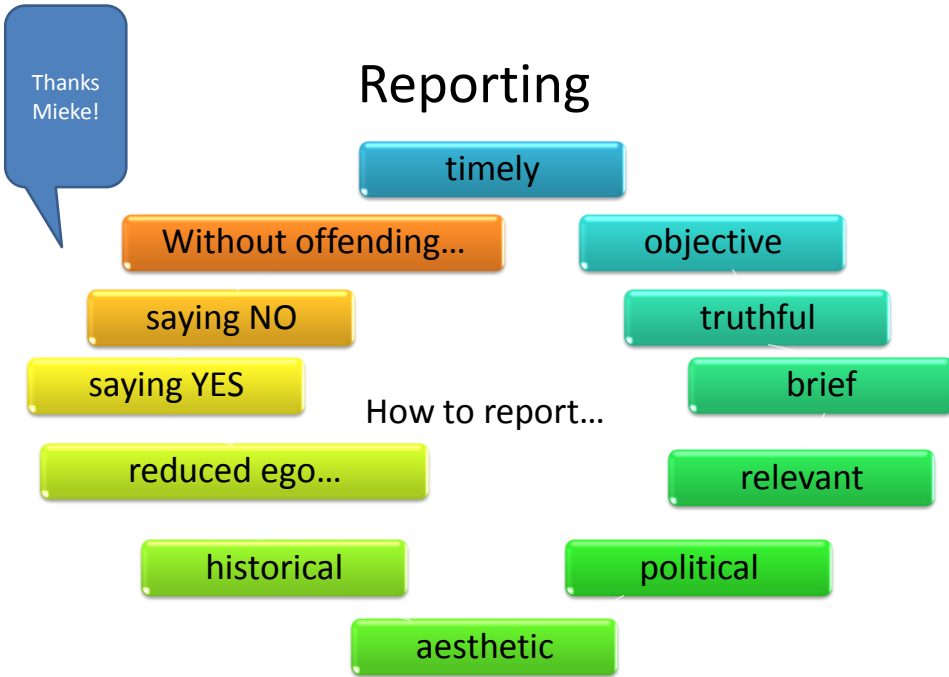 Thanks
Mieke!
Reporting
timely
Without offending...
objective
saying NO
truthful
saying YES
brief
How to report...
reduced ego...
relevant
historical
political
aesthetic